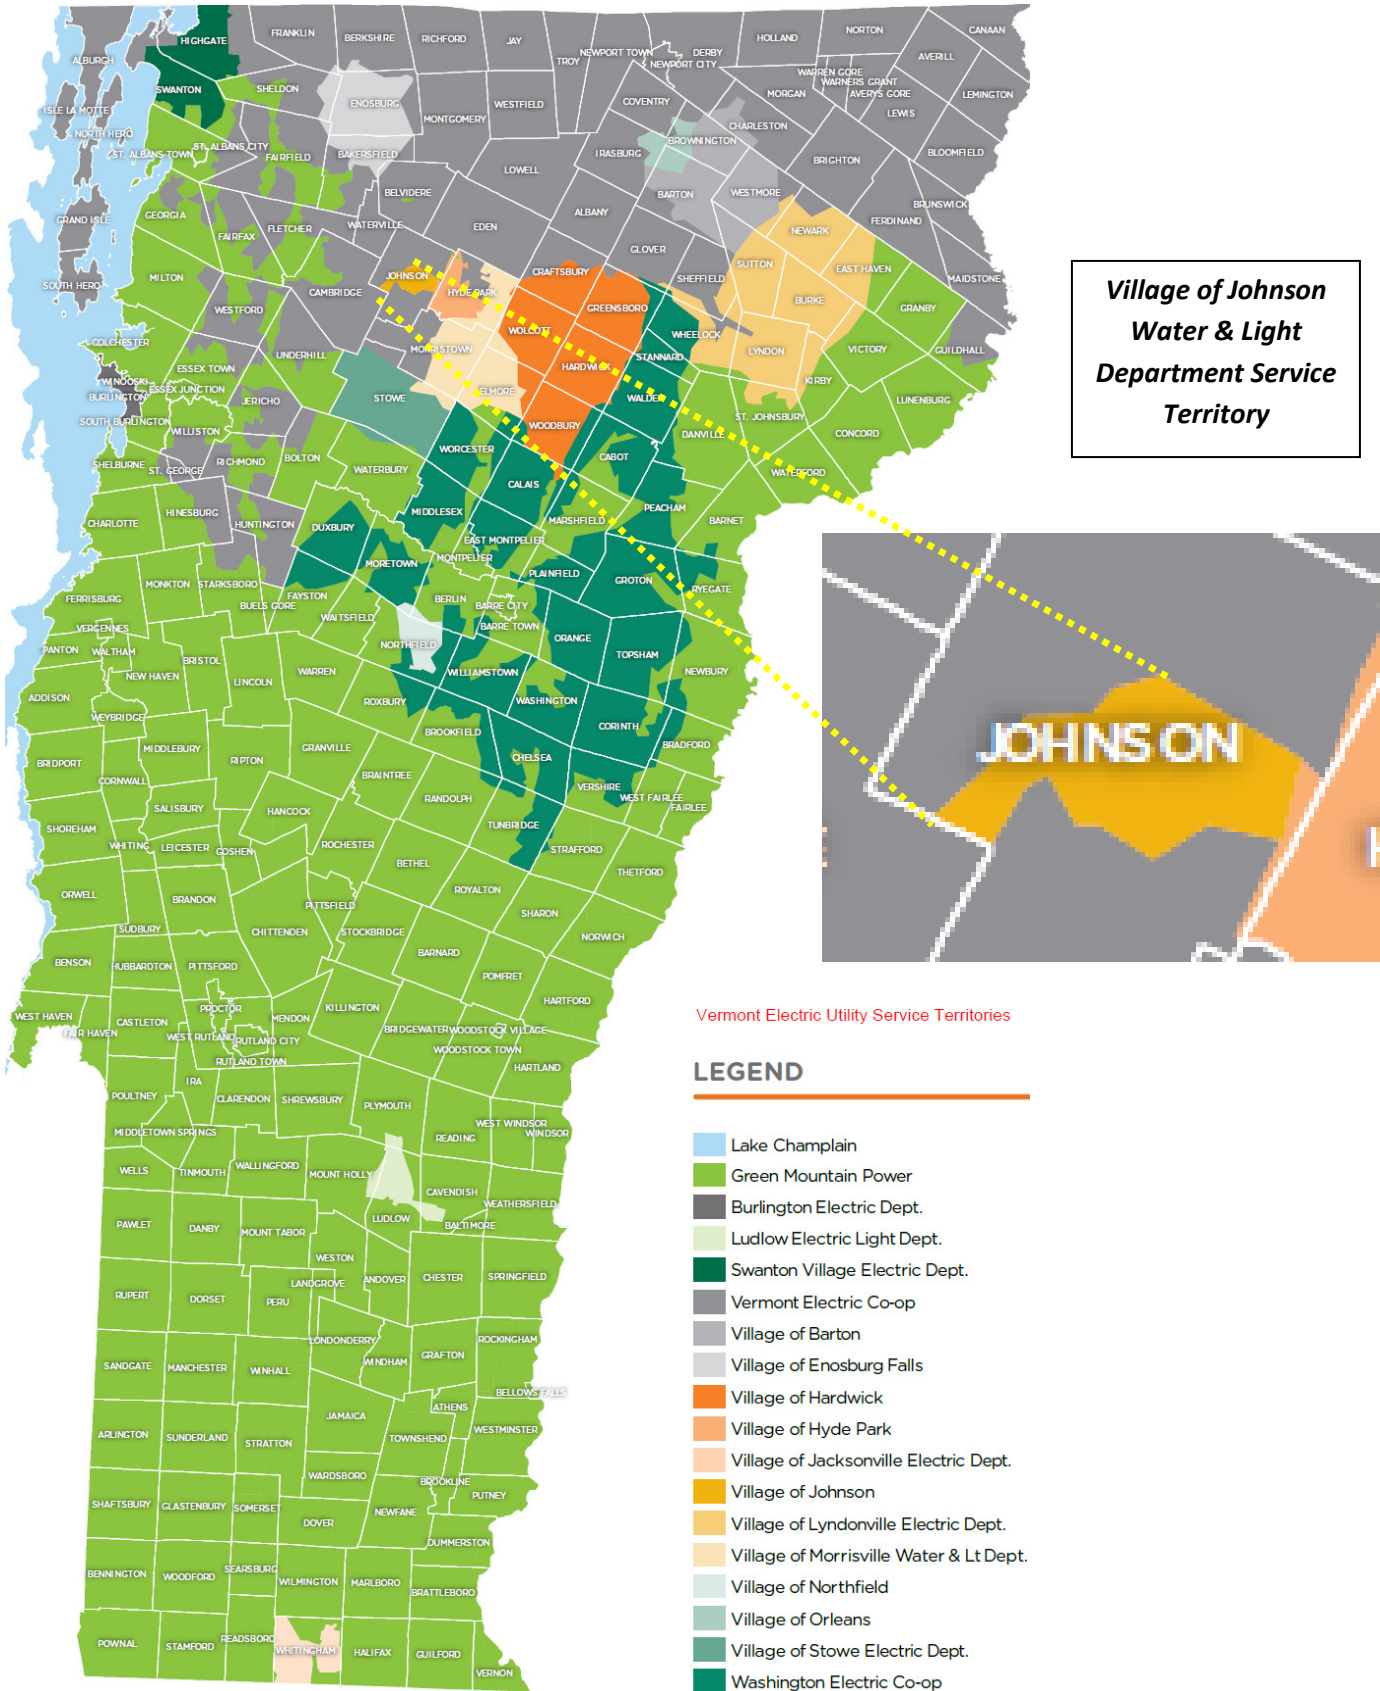 HIGHGATE
FRANKLIN
BERKSHIRE
RICHFORD
JAY
TROY
NEWPORT TOWN
NEWPORT CITY
DERBY
HOLLAND
NORTON
CANAAN
AVERILL
ALBURGH
SWANTON
SHELDON
ENOSBURG
MONTGOMERY
WESTFIELD
COVENTRY
MORGAN
WARREN GORE
WARNERS GRANT
AVERYS GORE
LEWIS
LEMINGTON
ISLE LA MOTTE
NORTH HERO
ST. ALBANS TOWN
ST. ALBANS CITY
FAIRFIELD
BAKERSFIELD
LOWELL
IRASBURG
BROWNINGTON
CHARLESTON
BRIGHTON
BLOOMFIELD
BELVIDERE
BARTON
WESTMORE
BRUNSWICK
FERDINAND
GRAND ISLE
GEORGIA
FAIRFAX
FLETCHER
WATERVILLE
EDEN
ALBANY
GLOVER
NEWARK
SOUTH HERO
MILTON
CAMBRIDGE
JOHNSON
HYDE PARK
CRAFTSBURY
SHEFFIELD
SUTTON
EAST HAVEN
MAIDSTONE
WESTFORD
GREENSBORO
BURKE
GRANBY
COLCHESTER
UNDERHILL
MORRISTOWN
WOLCOTT
WHEELOCK
STANNARD
LYNDON
VICTORY
GUILDHALL
ESSEX TOWN
WINOOSKI
ESSEX JUNCTION
BURLINGTON
JERICHO
STOWE
ELMORE
HARDWICK
KIRBY
WALDEN
LUNENBURG
SOUTH BURLINGTON
WILLISTON
WOODBURY
ST. JOHNSBURY
DANVILLE
CONCORD
SHELBURNE
ST. GEORGE
RICHMOND
BOLTON
WATERBURY
WORCESTER
CABOT
CALAIS
WATERFORD
CHARLOTTE
HINESBURG
HUNTINGTON
DUXBURY
MIDDLESEX
MARSHFIELD
PEACHAM
BARNET
EAST MONTPELIER
MONTPELIER
MORETOWN
PLAINFIELD
GROTON
RYEGATE
MONKTON
STARKSBORO
FERRISBURG
BUELS GORE
FAYSTON
WAITSFIELD
BERLIN
BARRE CITY
BARRE TOWN
VERGENNES
PANTON
WALTHAM
BRISTOL
NORTHFIELD
ORANGE
TOPSHAM
NEW HAVEN
LINCOLN
WARREN
WILLIAMSTOWN
NEWBURY
ADDISON
ROXBURY
WASHINGTON
WEYBRIDGE
BROOKFIELD
CORINTH
MIDDLEBURY
GRANVILLE
BRADFORD
BRIDPORT
RIPTON
CHELSEA
CORNWALL
BRAINTREE
VERSHIRE
WEST FAIRLEE
FAIRLEE
SALISBURY
HANCOCK
RANDOLPH
SHOREHAM
TUNBRIDGE
WHITING
LEICESTER
GOSHEN
ROCHESTER
STRAFFORD
BETHEL
THETFORD
ORWELL
BRANDON
PITTSFIELD
ROYALTON
SHARON
SUDBURY
CHITTENDEN
STOCKBRIDGE
NORWICH
BENSON
HUBBARDTON
PITTSFORD
BARNARD
POMFRET
HARTFORD
WEST HAVEN
PROCTOR
KILLINGTON
FAIR HAVEN
CASTLETON
MENDON
BRIDGEWATER
WOODSTOCK VILLAGE
WEST RUTLAND
RUTLAND CITY
WOODSTOCK TOWN
RUTLAND TOWN
HARTLAND
IRA
POULTNEY
CLARENDON
SHREWSBURY
PLYMOUTH
WEST WINDSOR
WINDSOR
MIDDLETOWN SPRINGS
READING
WELLS
TINMOUTH
WALLINGFORD
MOUNT HOLLY
CAVENDISH
WEATHERSFIELD
PAWLET
DANBY
MOUNT TABOR
LUDLOW
BALTIMORE
WESTON
LANDGROVE
ANDOVER
CHESTER
SPRINGFIELD
RUPERT
DORSET
PERU
LONDONDERRY
ROCKINGHAM
SANDGATE
MANCHESTER
WINHALL
WINDHAM
GRAFTON
BELLOWS FALLS
ATHENS
JAMAICA
ARLINGTON
SUNDERLAND
STRATTON
TOWNSHEND
WESTMINSTER
WARDSBORO
BROOKLINE
PUTNEY
SHAFTSBURY
GLASTENBURY
SOMERSET
NEWFANE
DOVER
DUMMERSTON
BENNINGTON
WOODFORD
SEARSBURG
WILMINGTON
MARLBORO
BRATTLEBORO
POWNAL
STAMFORD
READSBORO
WHITINGHAM
HALIFAX
GUILFORD
VERNON
Village of Johnson
Water & Light
Department Service
Territory
JOHNSON
Vermont Electric Utility Service Territories
LEGEND
Lake Champlain
Green Mountain Power
Burlington Electric Dept.
Ludlow Electric Light Dept.
Swanton Village Electric Dept.
Vermont Electric Co-op
Village of Barton
Village of Enosburg Falls
Village of Hardwick
Village of Hyde Park
Village of Jacksonville Electric Dept.
Village of Johnson
Village of Lyndonville Electric Dept.
Village of Morrisville Water & Lt Dept.
Village of Northfield
Village of Orleans
Village of Stowe Electric Dept.
Washington Electric Co-op